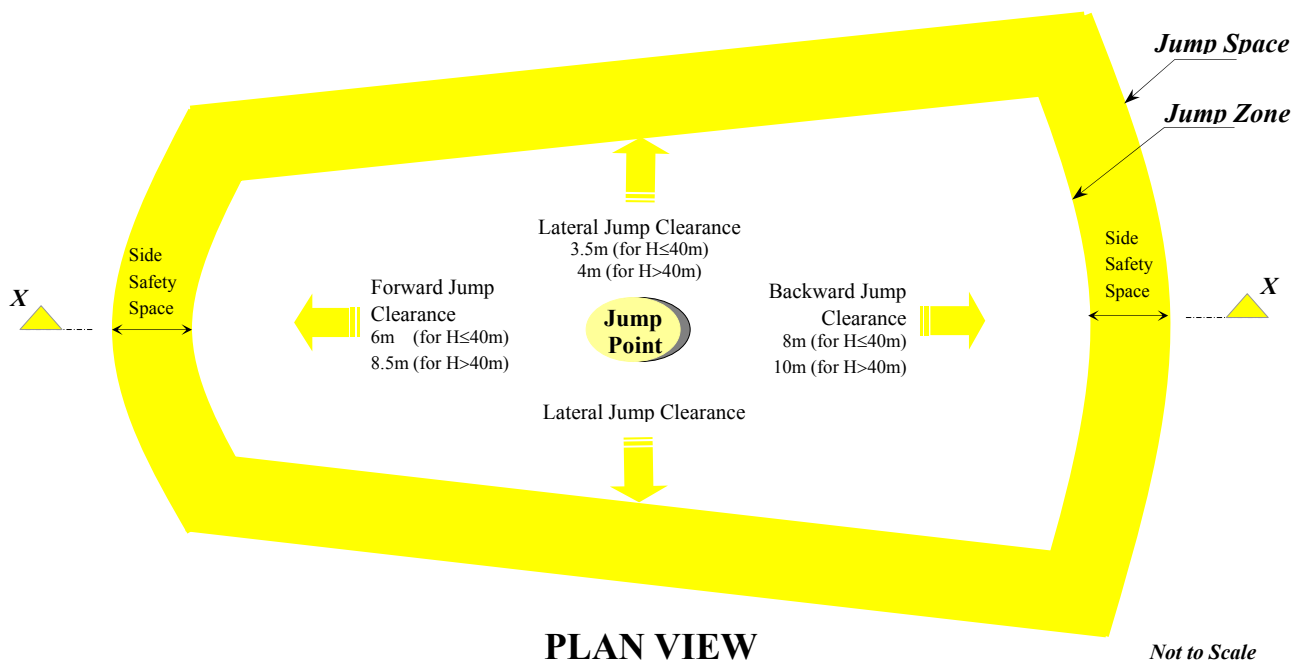 Jump Space
Jump Zone
Lateral Jump Clearance
3.5m (for H≤40m)
4m (for H>40m)
Side
Safety
Space
Side
Safety
Space
X
X
Forward Jump
Clearance
6m (for H≤40m)
8.5m (for H>40m)
Jump
Point
Backward Jump
Clearance
8m (for H≤40m)
10m (for H>40m)
Lateral Jump Clearance
PLAN VIEW
Not to Scale